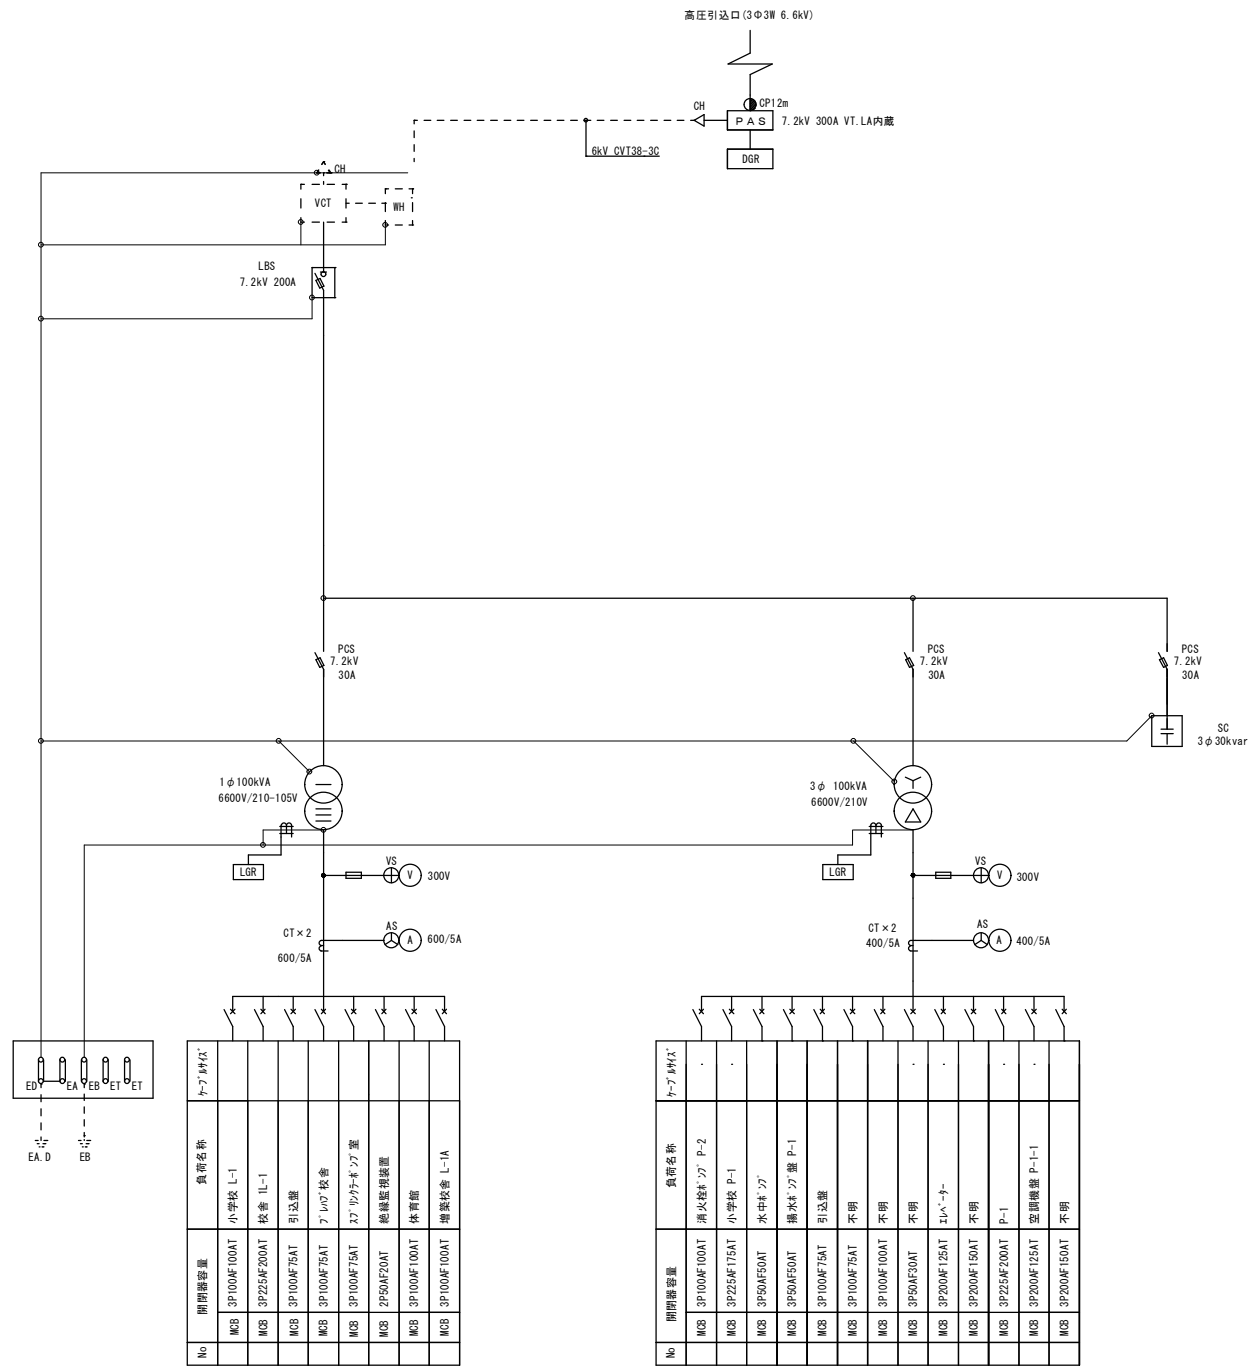 高圧引込口(3Φ3W 6.6kV)
CP12m
CH
PAS
7.2kV 300A VT.LA内蔵
6kV CVT38-3C
DGR
CH
VCT
WH
LBS
7.2kV 200A
PCS
7.2kV
30A
PCS
7.2kV
30A
PCS
7.2kV
30A
SC
3φ30kvar
1φ100kVA
6600V/210-105V
3φ 100kVA
6600V/210V
LGR
LGR
VS
V
300V
VS
V
300V
CT×2
600/5A
AS
A
600/5A
CT×2
400/5A
AS
A
400/5A
ED
EA
EB
ET
ET
EA.D
EB
No
開閉器容量
負荷名称
ケーブルサイズ
MCB 3P100AF100AT 小学校 L-1
MCB 3P225AF200AT 校舎 1L-1
MCB 3P100AF75AT 引込盤
MCB 3P100AF75AT プレハブ校舎
MCB 3P100AF75AT スプリンクラーポンプ室
MCB 2P50AF20AT 絶縁監視装置
MCB 3P100AF100AT 体育館
MCB 3P100AF100AT 増築校舎 L-1A
No
開閉器容量
負荷名称
ケーブルサイズ
MCB 3P100AF100AT 消火栓ポンプ P-2 .
MCB 3P225AF175AT 小学校 P-1 .
MCB 3P50AF50AT 水中ポンプ
MCB 3P50AF50AT 揚水ポンプ盤 P-1
MCB 3P100AF75AT 引込盤
MCB 3P100AF75AT 不明
MCB 3P100AF100AT 不明
MCB 3P50AF30AT 不明 .
MCB 3P200AF125AT エレベーター .
MCB 3P200AF150AT 不明
MCB 3P225AF200AT P-1 .
MCB 3P200AF125AT 空調機盤 P-1-1 .
MCB 3P200AF150AT 不明